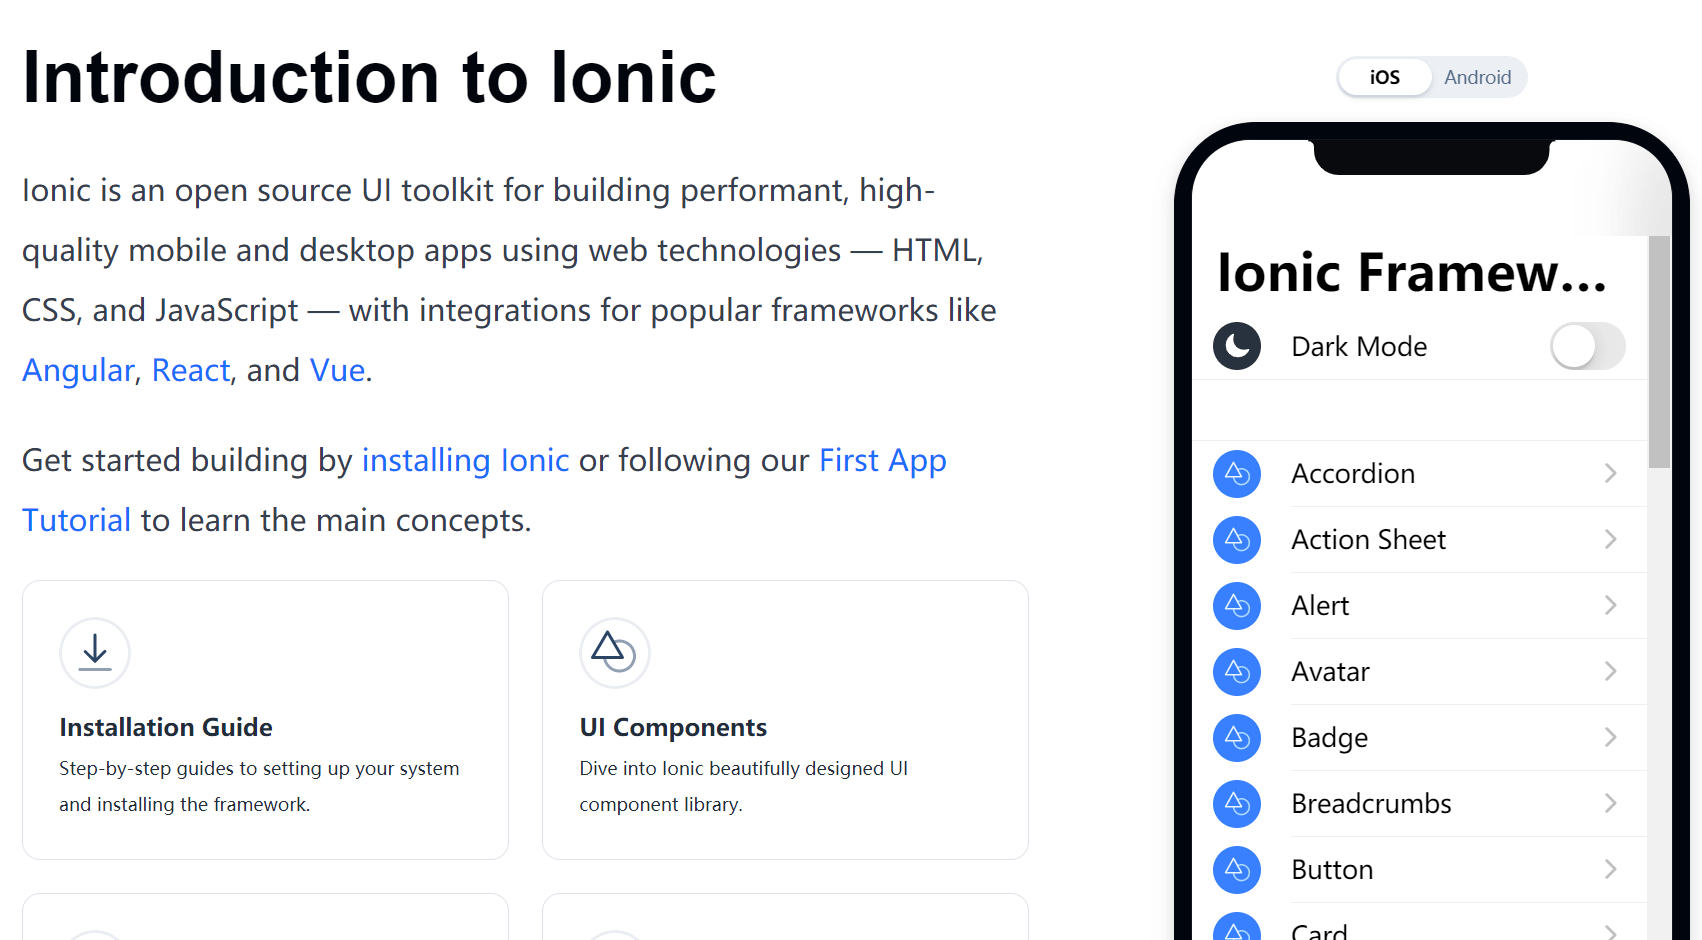 Introduction to Ionic
Ionic is an open source UI toolkit for building performant, high-
quality mobile and desktop apps using web technologies — HTML,
CSS, and JavaScript — with integrations for popular frameworks like
Angular, React, and Vue.
Get started building by installing Ionic or following our First App
Tutorial to learn the main concepts.
Installation Guide
Step-by-step guides to setting up your system
and installing the framework.
UI Components
Dive into Ionic beautifully designed UI
component library.
iOS
Android
Ionic Framew...
Dark Mode
Accordion
Action Sheet
Alert
Avatar
Badge
Breadcrumbs
Button
Card